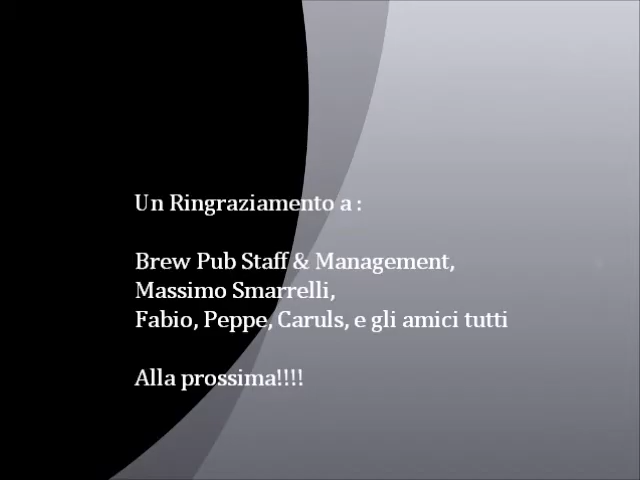 Un Ringraziamento a :
Brew Pub Staff & Management,
Massimo Smarrelli,
Fabio, Peppe, Caruls, e gli amici tutti
Alla prossima!!!!